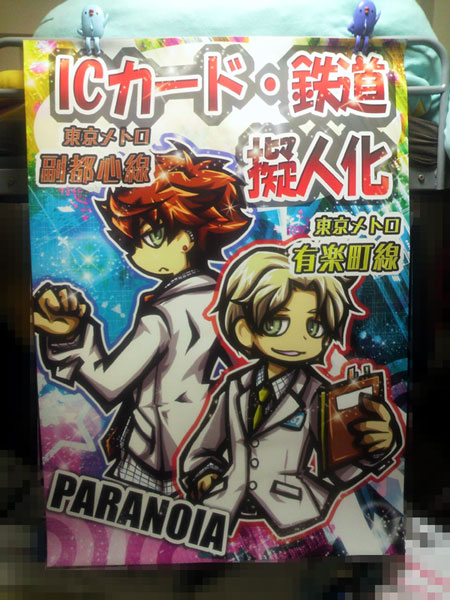 ICカード・鉄道
擬人化
東京メトロ
副都心線
東京メトロ
有楽町線
PARANOIA